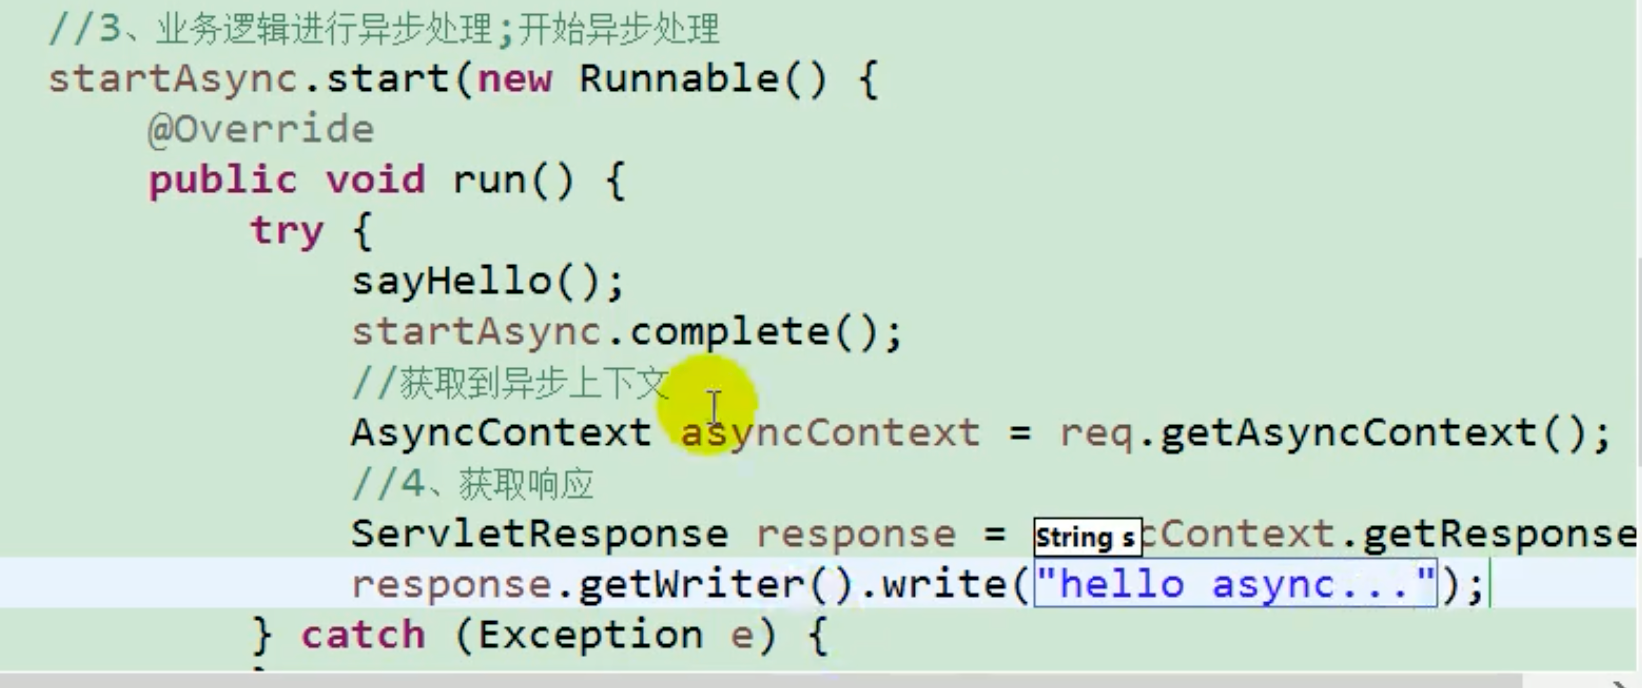 //3、业务逻辑进行异步处理;开始异步处理
startAsync.start(new Runnable() {
@Override
public void run() {
try {
sayHello();
startAsync.complete();
//获取到异步上下文
AsyncContext asyncContext = req.getAsyncContext();
//4、获取响应
ServletResponse response = String s cContext.getResponse
response.getWriter().write("hello async...");
} catch (Exception e) {